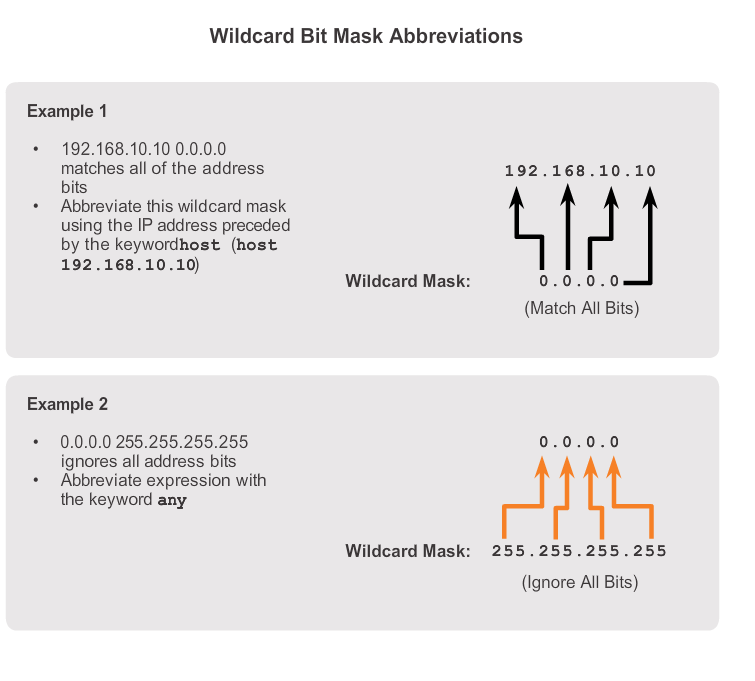 Wildcard Bit Mask Abbreviations
Example 1
• 192.168.10.10 0.0.0.0
matches all of the address
bits
• Abbreviate this wildcard mask
using the IP address preceded
by the keywordhost (host
192.168.10.10)
192.168.10.10
Wildcard Mask: 0.0.0.0
(Match All Bits)
Example 2
• 0.0.0.0 255.255.255.255
ignores all address bits
• Abbreviate expression with
the keyword any
0.0.0.0
Wildcard Mask: 255.255.255.255
(Ignore All Bits)